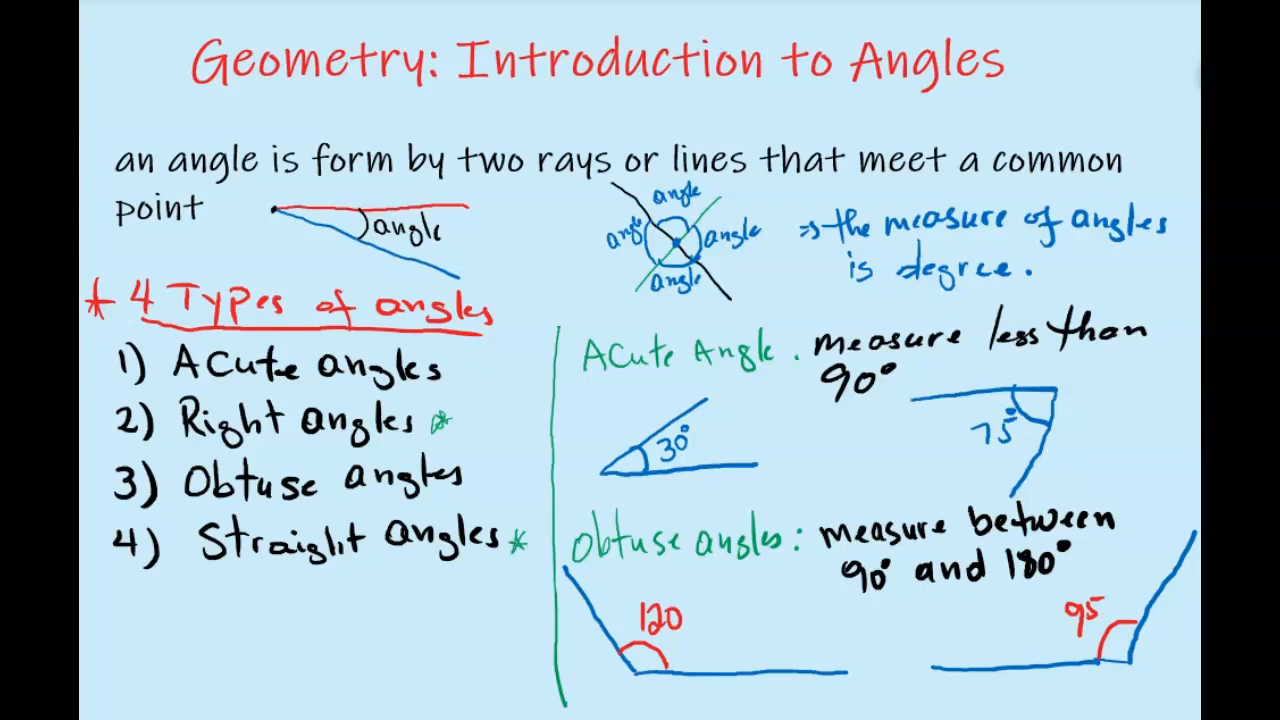 Geometry: Introduction to Angles
an angle is form by two rays or lines that meet a common
point
angle
angle
angle
angle
angle
⇒ the measure of angles
is degree.
* 4 Types of angles
1) Acute angles
2) Right angles *
3) Obtuse angles
4) Straight angles *
Acute Angle. measure less than
90°
30°
75°
Obtuse angles: measure between
90° and 180°
120
95